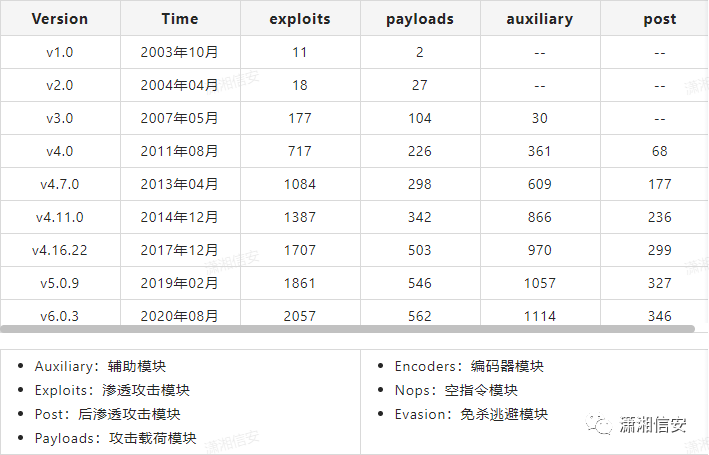 Version Time exploits payloads auxiliary post
v1.0 2003年10月 11 2 -- --
v2.0 2004年04月 18 27 -- --
v3.0 2007年05月 177 104 30 --
v4.0 2011年08月 717 226 361 68
v4.7.0 2013年04月 1084 298 609 177
v4.11.0 2014年12月 1387 342 866 236
v4.16.22 2017年12月 1707 503 970 299
v5.0.9 2019年02月 1861 546 1057 327
v6.0.3 2020年08月 2057 562 1114 346
• Auxiliary：辅助模块
• Exploits：渗透攻击模块
• Post：后渗透攻击模块
• Payloads：攻击载荷模块
• Encoders：编码器模块
• Nops：空指令模块
• Evasion：免杀逃避模块
潇湘信安